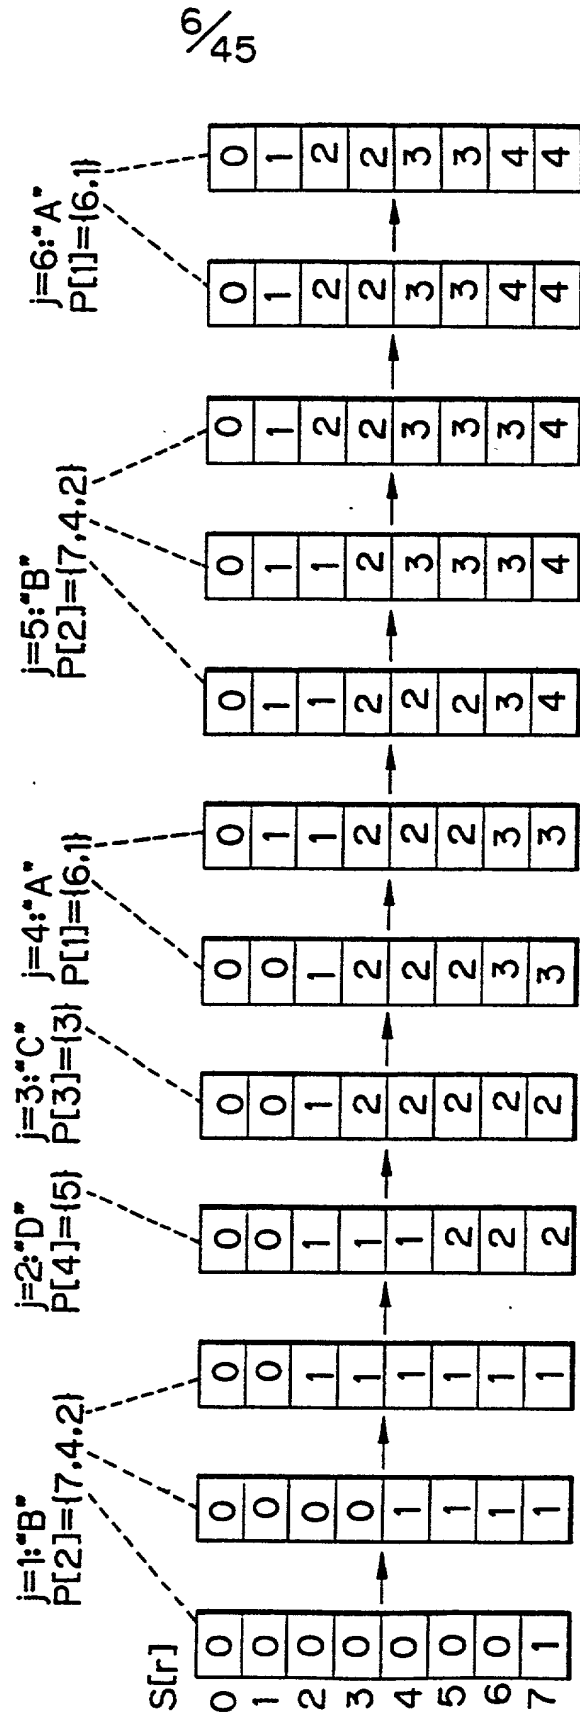 6/45
j=1:"B" j=2:"D" j=3:"C" j=4:"A" j=5:"B" j=6:"A"
P[2]={7,4,2} P[4]={5} P[3]={3} P[1]={6,1} P[2]={7,4,2} P[1]={6,1}
S[r]
0 0 0 0 0 0 0 0 0 0 0 0 0
1 0 0 0 0 0 0 1 1 1 1 1 1
2 0 0 1 1 1 1 1 1 1 2 2 2
3 0 0 1 1 2 2 2 2 2 2 2 2
4 0 1 1 1 2 2 2 2 3 3 3 3
5 0 1 1 2 2 2 2 2 3 3 3 3
6 0 1 1 2 2 3 3 3 3 3 4 4
7 1 1 1 2 2 3 3 4 4 4 4 4